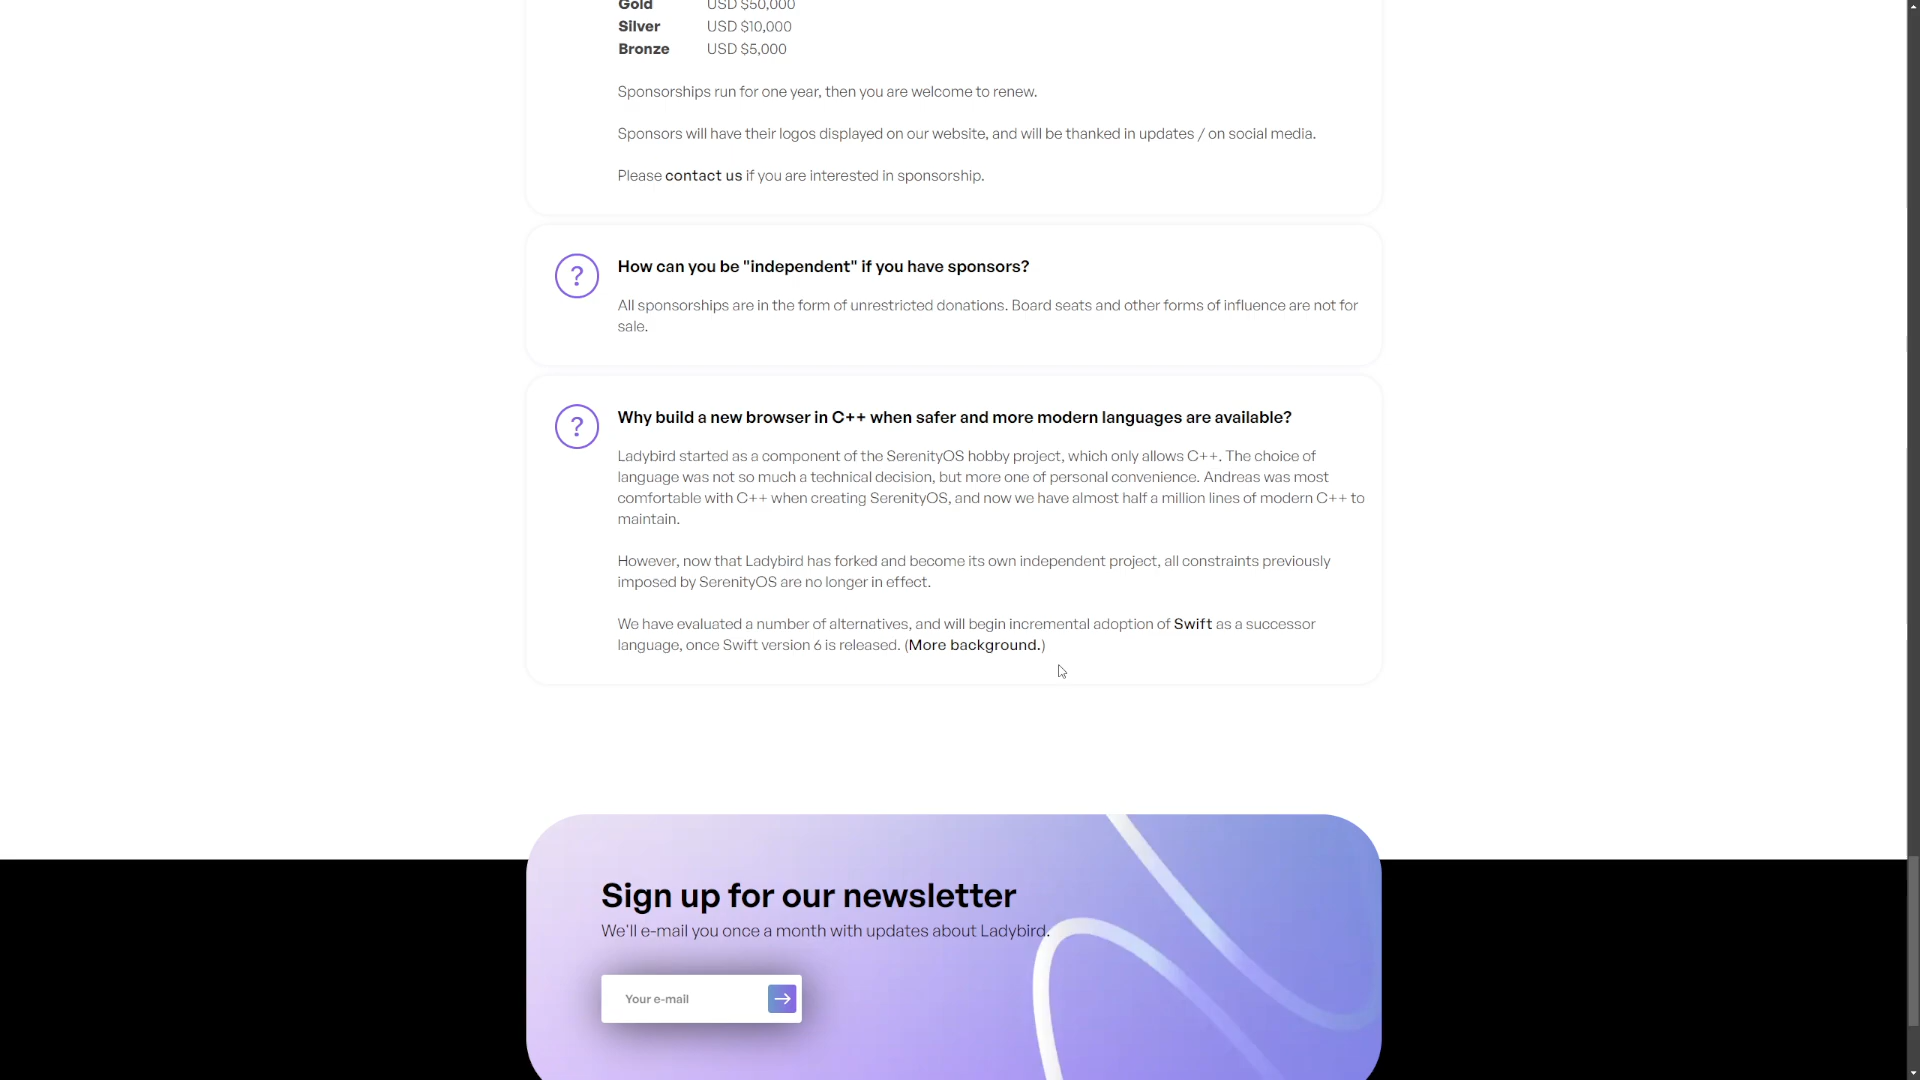 Gold USD $50,000
Silver USD $10,000
Bronze USD $5,000
Sponsorships run for one year, then you are welcome to renew.
Sponsors will have their logos displayed on our website, and will be thanked in updates / on social media.
Please contact us if you are interested in sponsorship.
?
How can you be "independent" if you have sponsors?
All sponsorships are in the form of unrestricted donations. Board seats and other forms of influence are not for
sale.
?
Why build a new browser in C++ when safer and more modern languages are available?
Ladybird started as a component of the SerenityOS hobby project, which only allows C++. The choice of
language was not so much a technical decision, but more one of personal convenience. Andreas was most
comfortable with C++ when creating SerenityOS, and now we have almost half a million lines of modern C++ to
maintain.
However, now that Ladybird has forked and become its own independent project, all constraints previously
imposed by SerenityOS are no longer in effect.
We have evaluated a number of alternatives, and will begin incremental adoption of Swift as a successor
language, once Swift version 6 is released. (More background.)
Sign up for our newsletter
We'll e-mail you once a month with updates about Ladybird.
Your e-mail